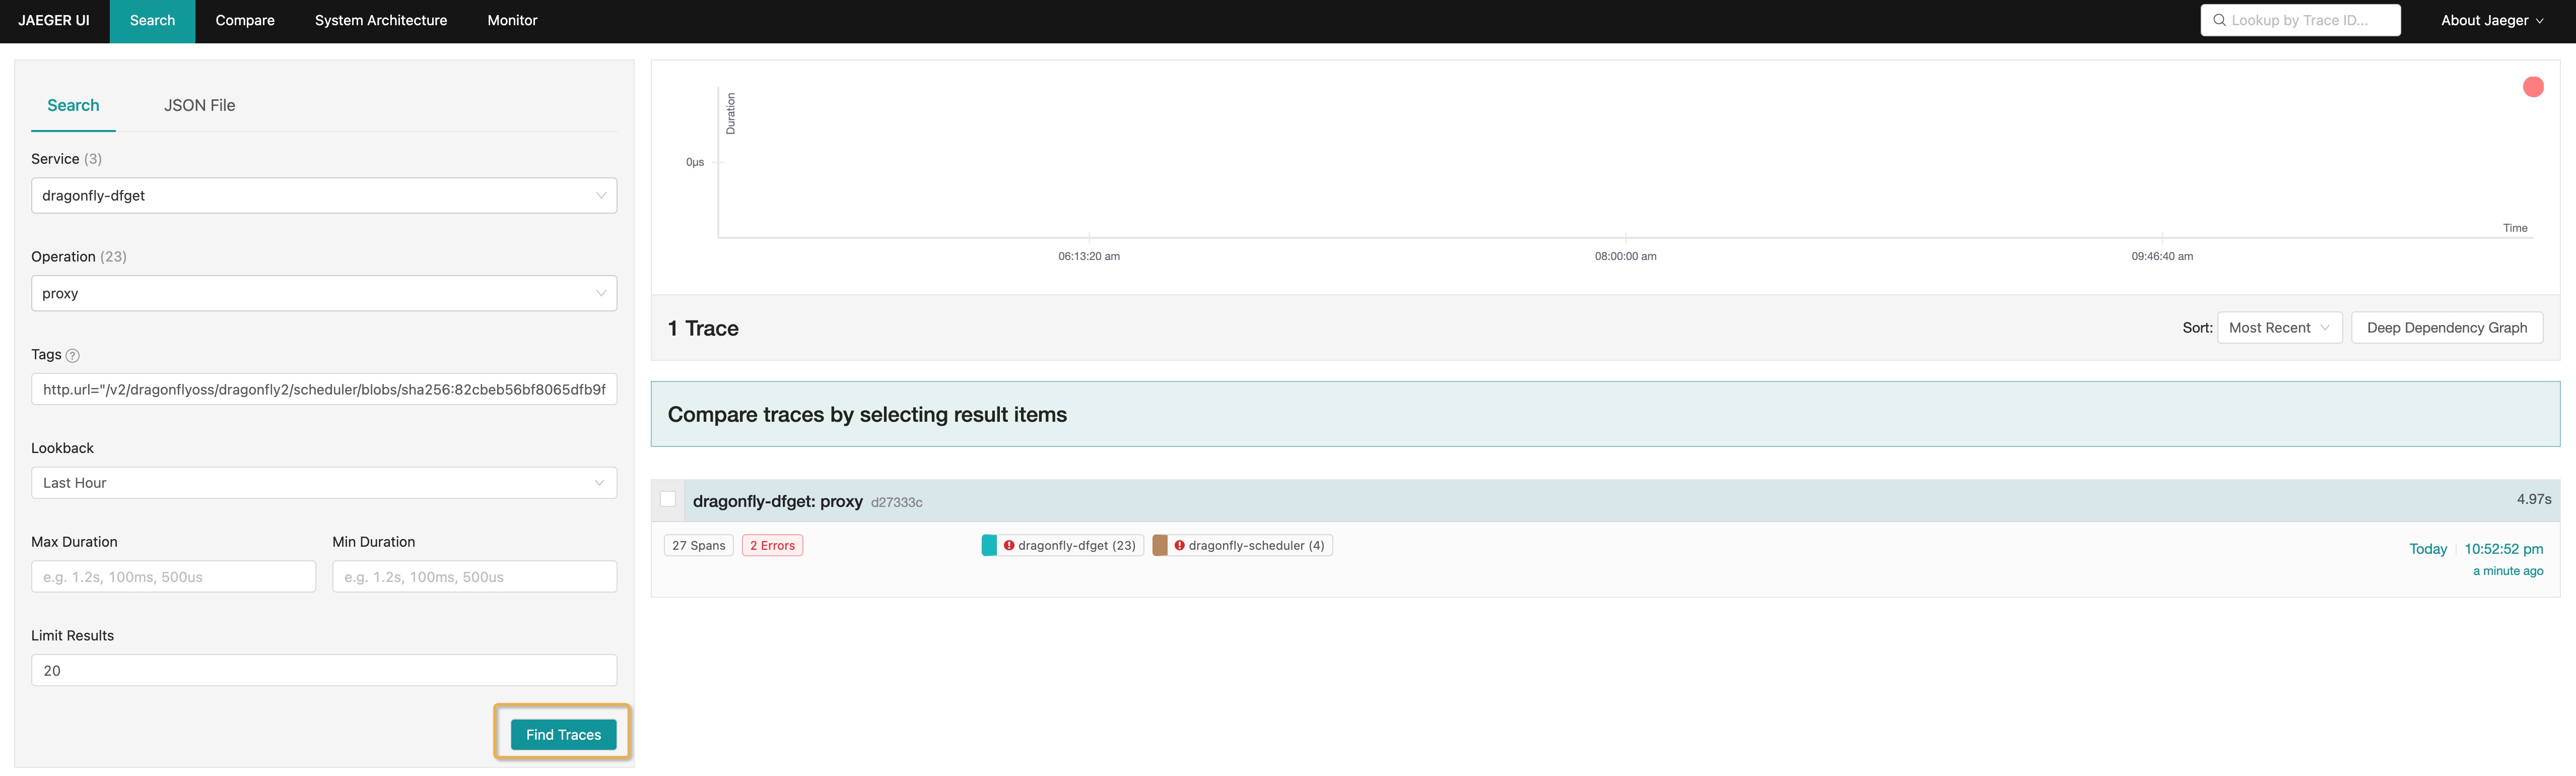 JAEGER UI Search Compare System Architecture Monitor Lookup by Trace ID... About Jaeger
Search JSON File
Service (3)
dragonfly-dfget
Operation (23)
proxy
Tags ?
http.url="/v2/dragonflyoss/dragonfly2/scheduler/blobs/sha256:82cbeb56bf8065dfb9f
Lookback
Last Hour
Max Duration Min Duration
e.g. 1.2s, 100ms, 500us e.g. 1.2s, 100ms, 500us
Limit Results
20
Find Traces
Duration
0μs
Time
06:13:20 am 08:00:00 am 09:46:40 am
1 Trace Sort: Most Recent Deep Dependency Graph
Compare traces by selecting result items
dragonfly-dfget: proxy d27333c 4.97s
27 Spans 2 Errors dragonfly-dfget (23) dragonfly-scheduler (4) Today 10:52:52 pm
a minute ago